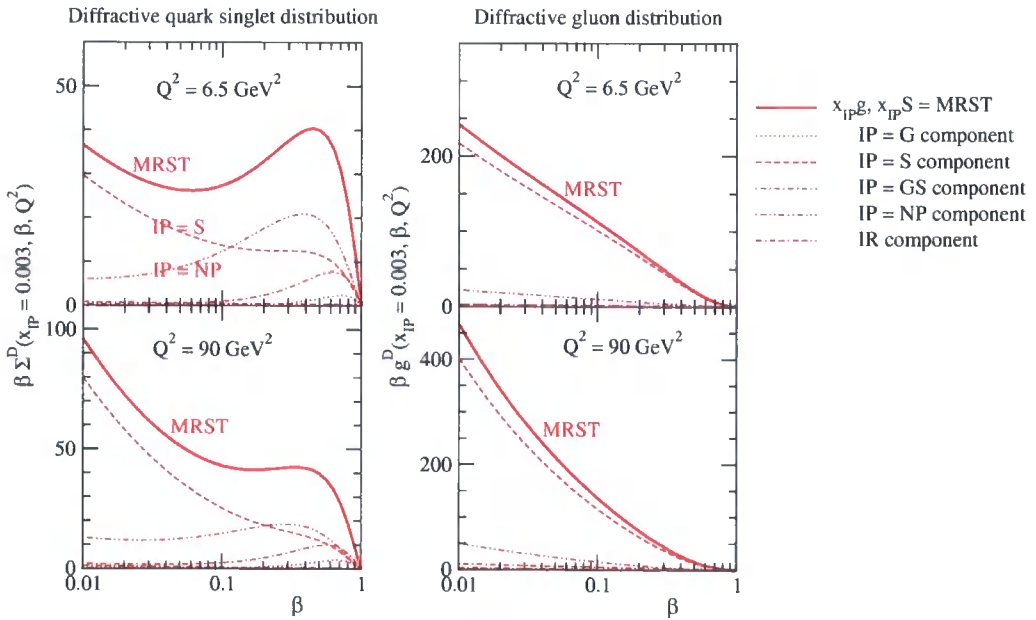 Diffractive quark singlet distribution
Diffractive gluon distribution
β Σ^D(x_IP = 0.003, β, Q^2)
50
0
Q^2 = 6.5 GeV^2
MRST
IP = S
IP = NP
100
50
0
Q^2 = 90 GeV^2
MRST
0.01
0.1
1
β
β g^D(x_IP = 0.003, β, Q^2)
200
0
Q^2 = 6.5 GeV^2
MRST
400
200
0
Q^2 = 90 GeV^2
MRST
0.01
0.1
1
β
x_IP g, x_IP S = MRST
IP = G component
IP = S component
IP = GS component
IP = NP component
IR component